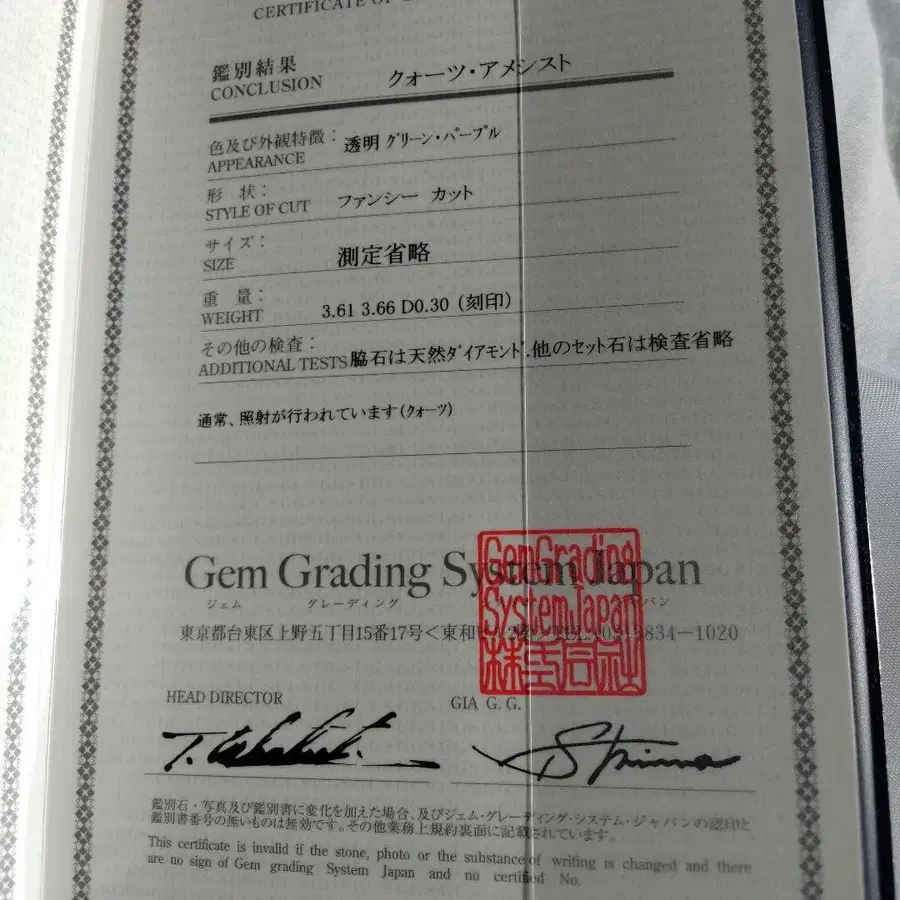 CERTIFICATE OF
鑑別結果
CONCLUSION
クォーツ・アメシスト
色及び外観特徴:
APPEARANCE
透明 グリーン・パープル
形 状:
STYLE OF CUT
ファンシー カット
サイズ:
SIZE
測定省略
重 量:
WEIGHT
3.61 3.66 D0.30 (刻印)
その他の検査:
ADDITIONAL TESTS
脇石は天然ダイアモンド.他のセット石は検査省略
通常、照射が行われています(クォーツ)
Gem Grading System Japan
ジェム グレーディング ャパン
東京都台東区上野五丁目15番17号<東和 834-1020
Gem Grading
System Japan
株式会社
HEAD DIRECTOR
GIA G. G.
鑑別石・写真及び鑑別書に変化を加えた場合、及びジェム・グレーディング・システム・ジャパンの認印と
鑑別書番号の無いものは無効です。その他業務上規約裏面に記載されています。
This certificate is invalid if the stone, photo or the substance of writing is changed and there
are no sign of Gem grading System Japan and no certified No.